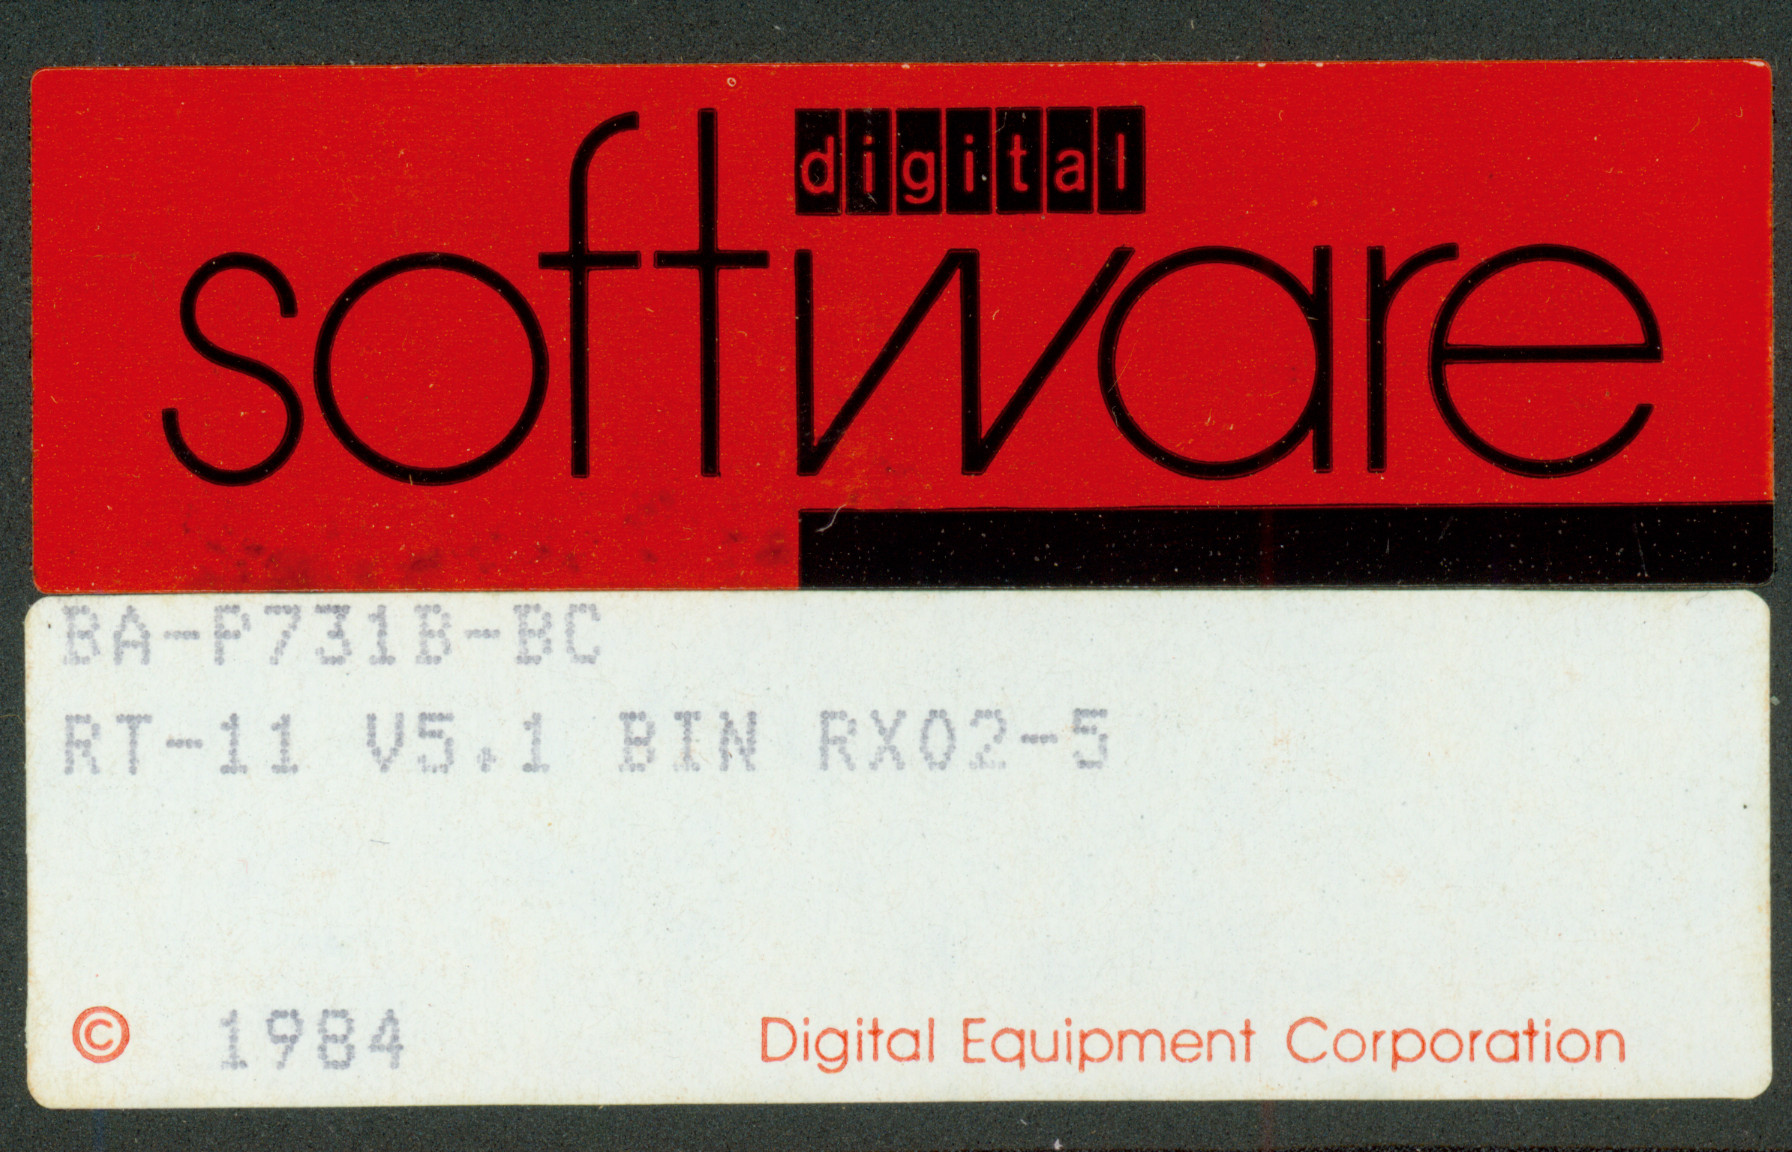 digital
software
BA-P731B-BC
RT-11 V5.1 BIN RX02-5
© 1984 Digital Equipment Corporation